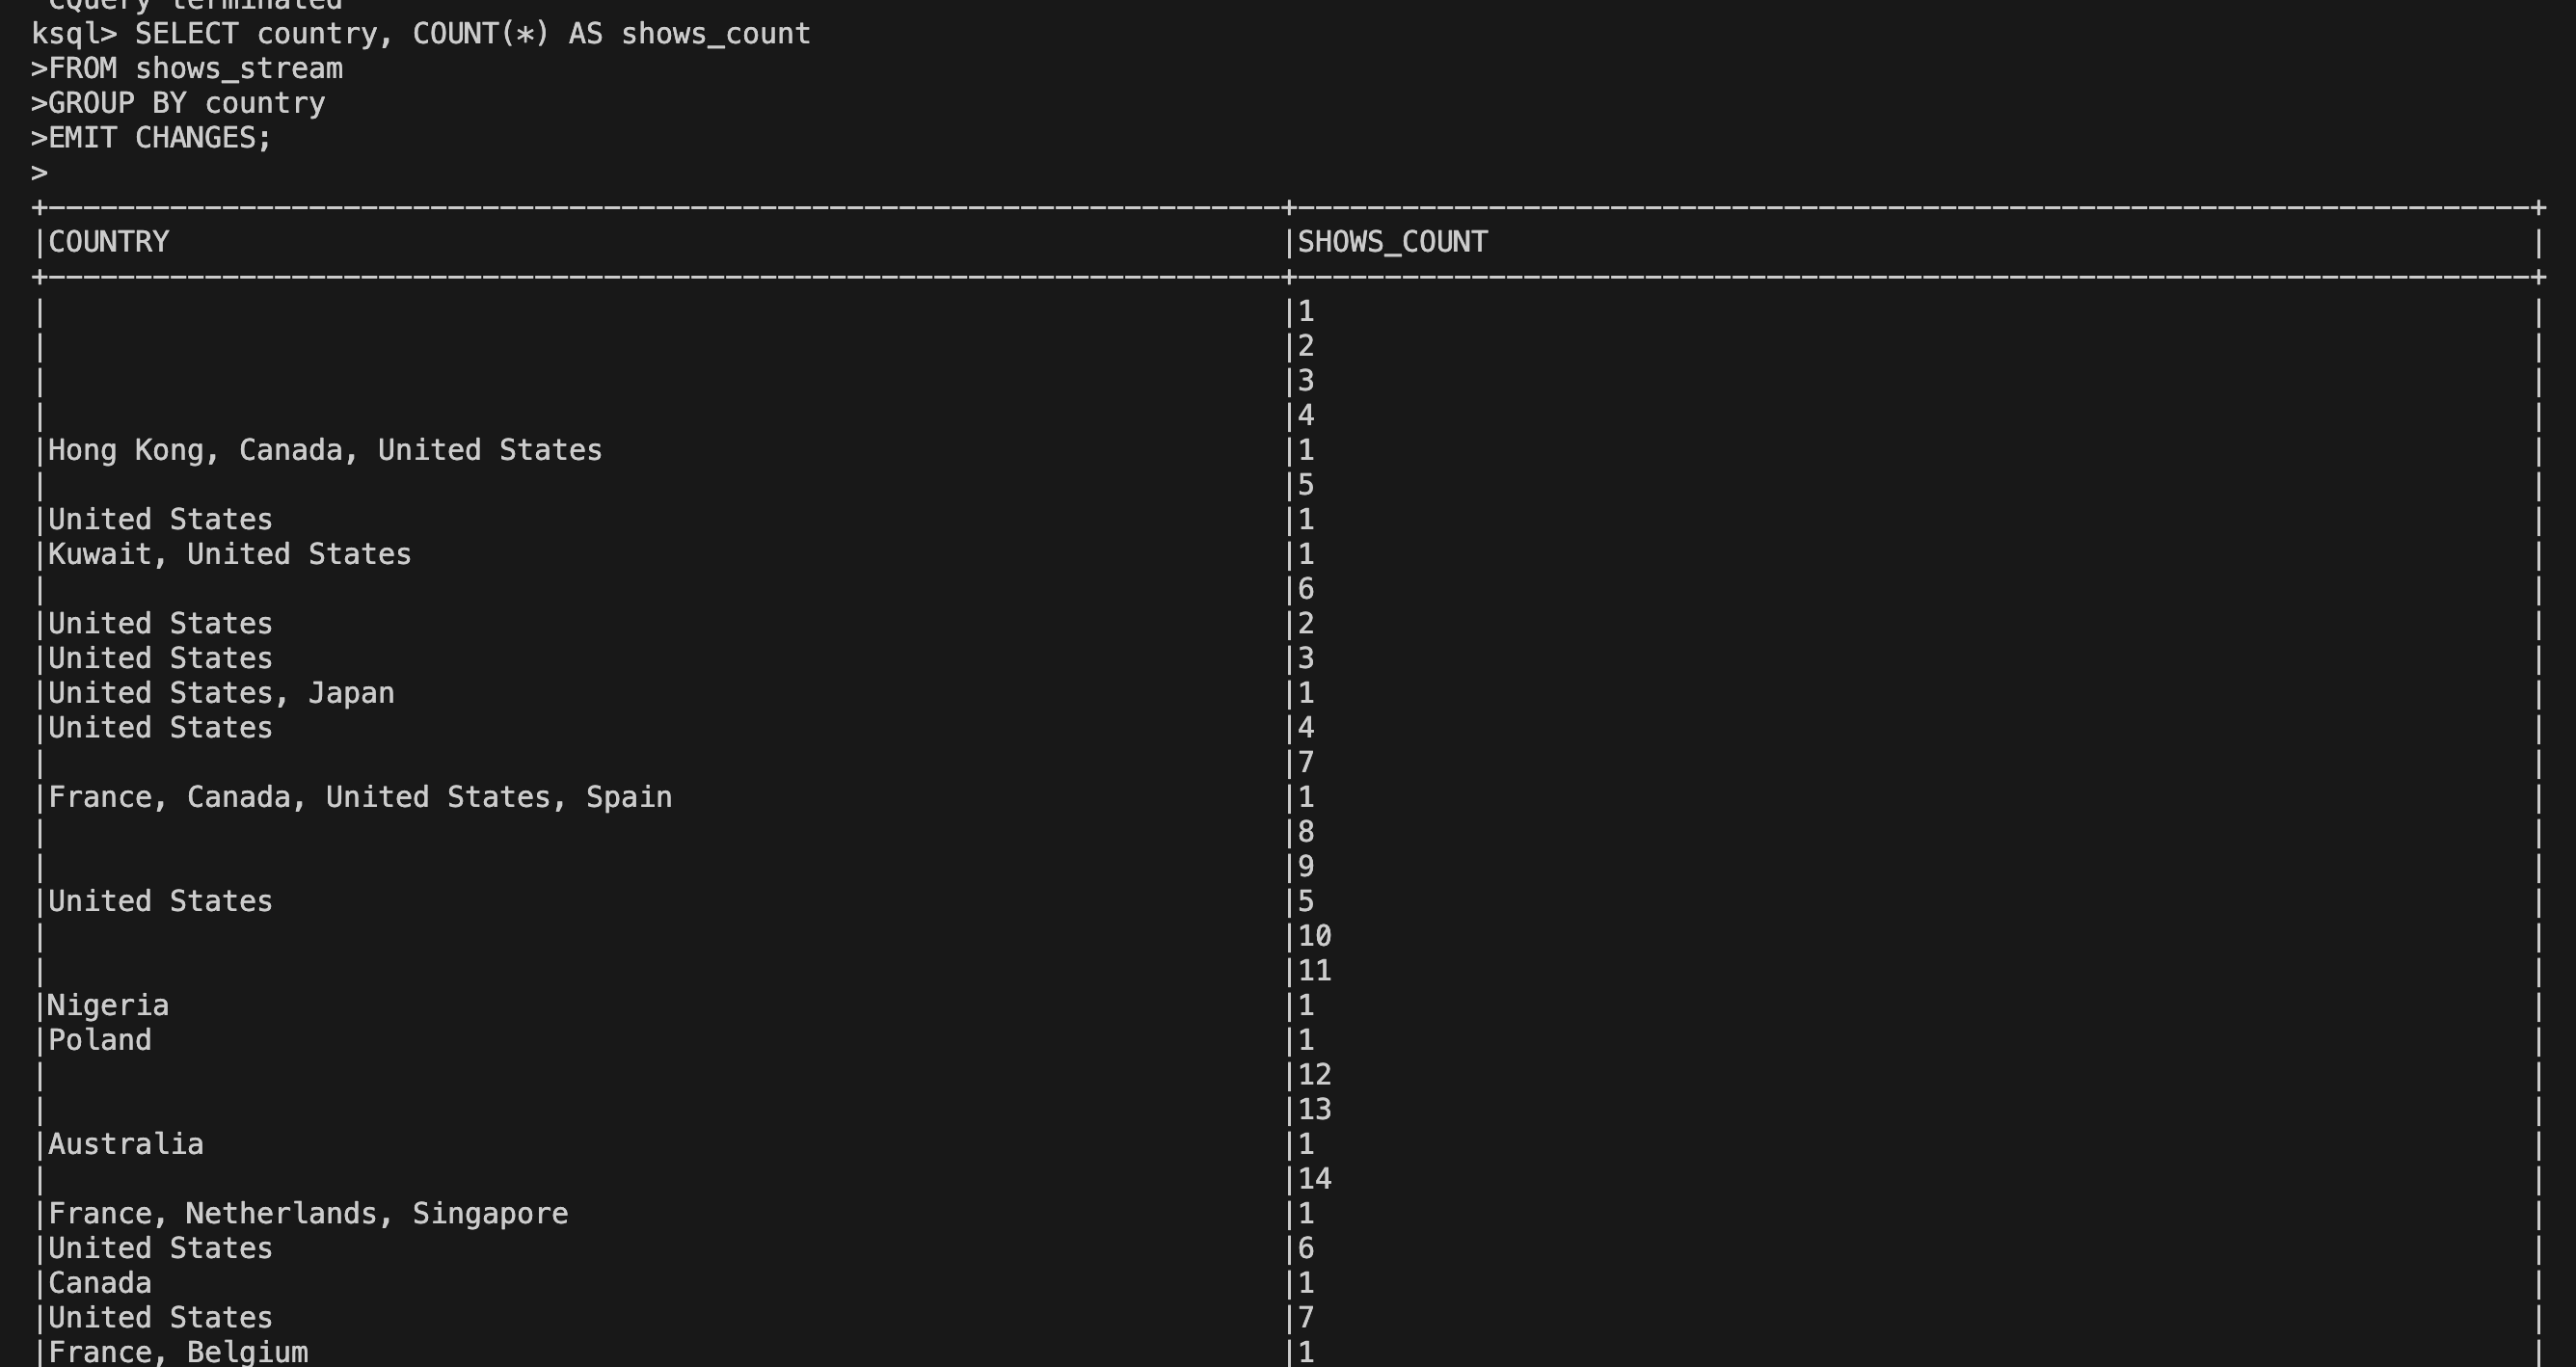 CQuery terminated
ksql> SELECT country, COUNT(*) AS shows_count
>FROM shows_stream
>GROUP BY country
>EMIT CHANGES;
>
|COUNTRY |SHOWS_COUNT |
| |1 |
| |2 |
| |3 |
| |4 |
|Hong Kong, Canada, United States |1 |
| |5 |
|United States |1 |
|Kuwait, United States |1 |
| |6 |
|United States |2 |
|United States |3 |
|United States, Japan |1 |
|United States |4 |
| |7 |
|France, Canada, United States, Spain |1 |
| |8 |
| |9 |
|United States |5 |
| |10 |
| |11 |
|Nigeria |1 |
|Poland |1 |
| |12 |
| |13 |
|Australia |1 |
| |14 |
|France, Netherlands, Singapore |1 |
|United States |6 |
|Canada |1 |
|United States |7 |
|France, Belgium |1 |